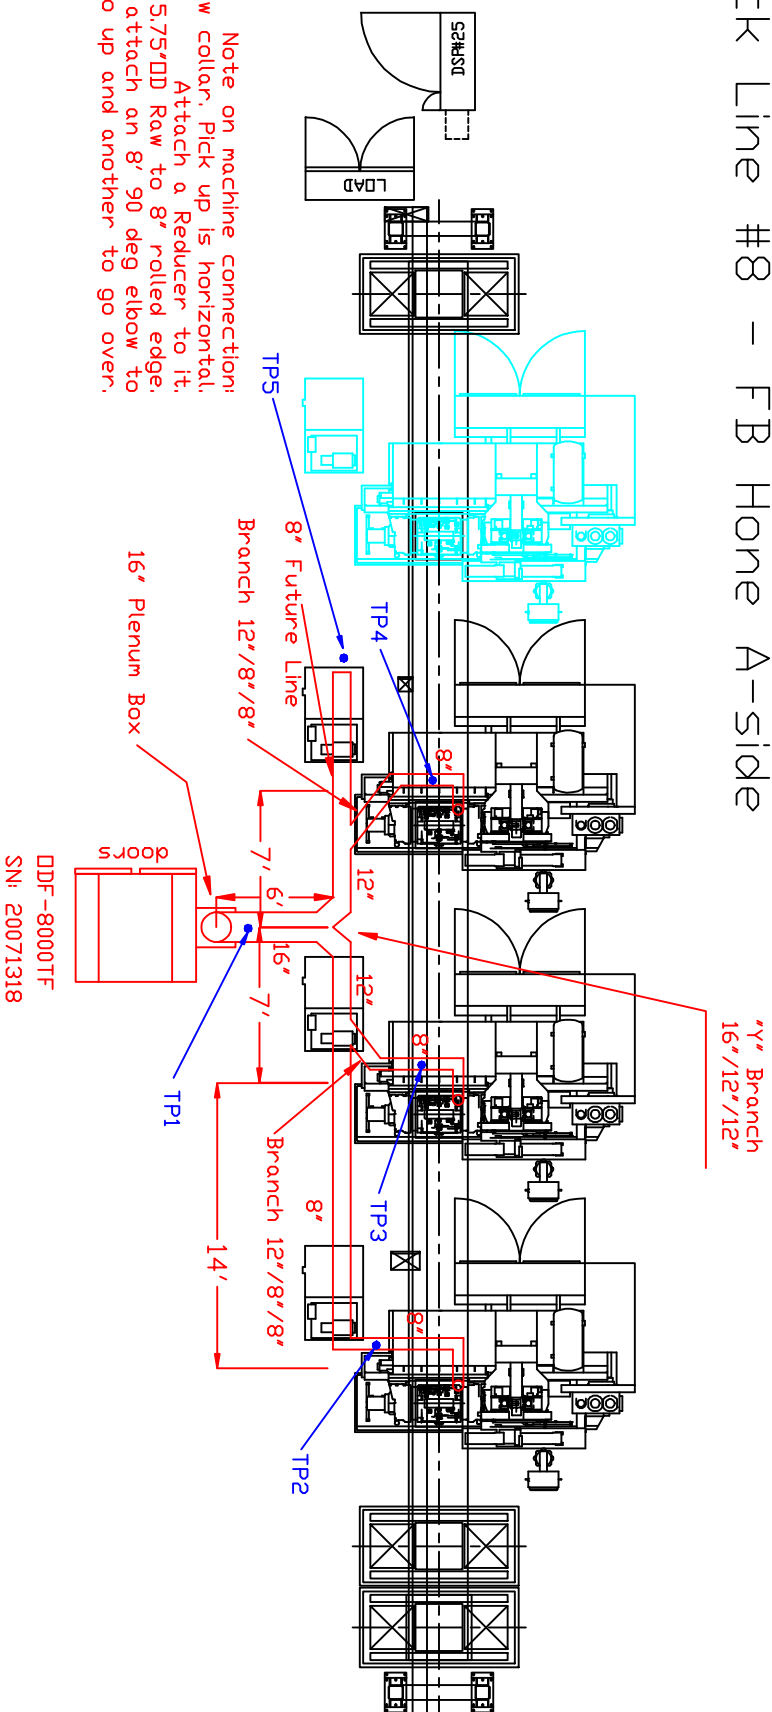 ck Line #8 - FB Hone A-side
"Y" Branch
16"/12"/12"
DSP#25
LOAD
Note on machine connection:
w collar. Pick up is horizontal.
Attach a Reducer to it.
5.75"OD Raw to 8" rolled edge.
attach an 8' 90 deg elbow to
o up and another to go over.
TP5
TP4
8" Future Line
Branch 12"/8"/8"
16" Plenum Box
8"
12"
7'
6'
16"
7'
12"
8"
TP1
TP3
Branch 12"/8"/8"
8"
14'
8"
TP2
doors
ODF-8000TF
SN: 20071318